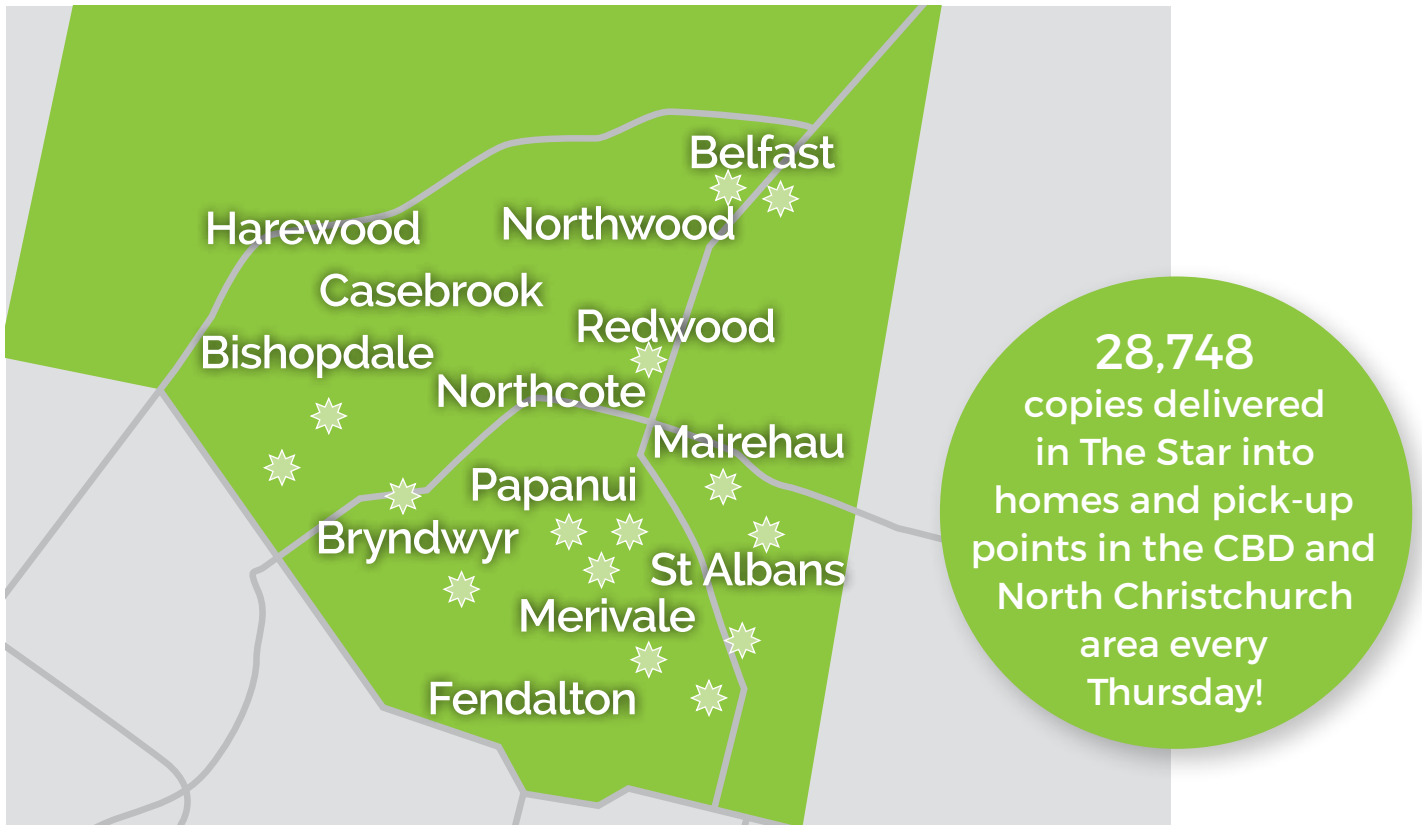 Belfast
Harewood
Northwood
Casebrook
Redwood
Bishopdale
Northcote
Mairehau
Papanui
Bryndwyr
St Albans
Merivale
Fendalton
28,748
copies delivered
in The Star into
homes and pick-up
points in the CBD and
North Christchurch
area every
Thursday!